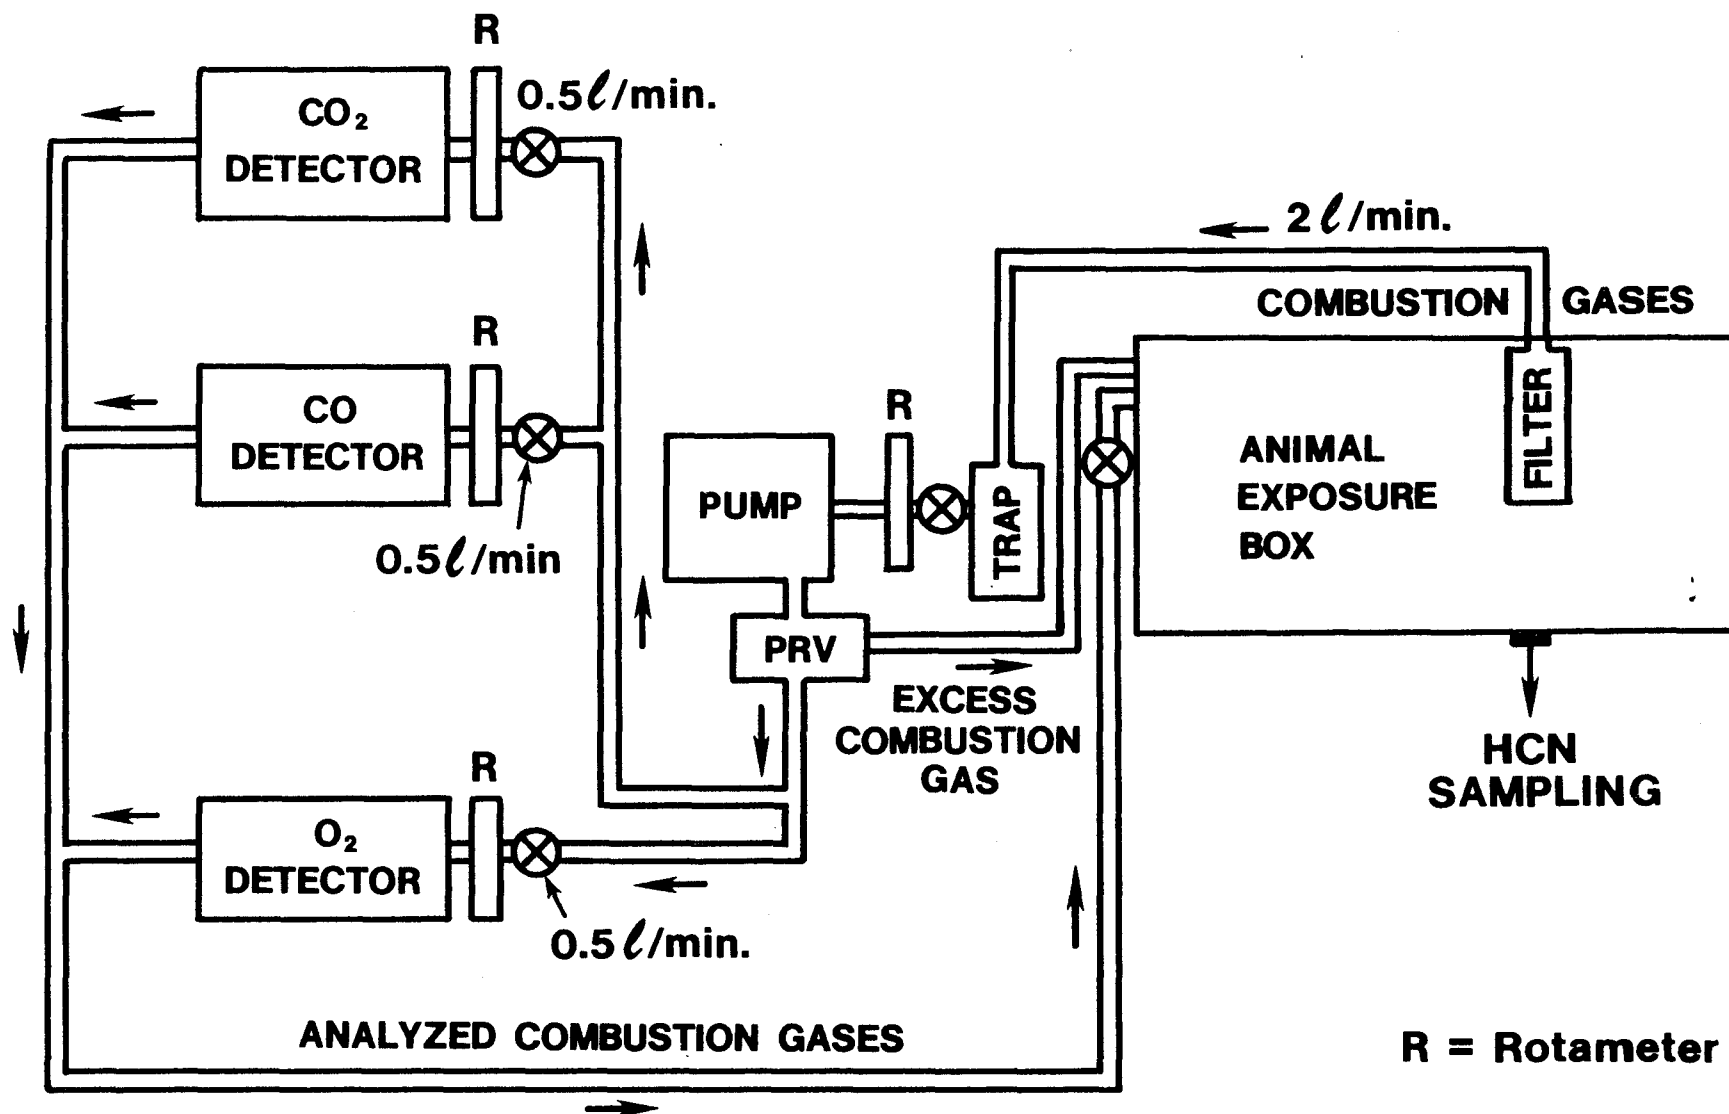 R
CO₂
DETECTOR
0.5ℓ/min.
2ℓ/min.
COMBUSTION GASES
R
CO
DETECTOR
0.5ℓ/min
R
PUMP
TRAP
FILTER
ANIMAL
EXPOSURE
BOX
PRV
EXCESS
COMBUSTION
GAS
HCN
SAMPLING
R
O₂
DETECTOR
0.5ℓ/min.
ANALYZED COMBUSTION GASES
R = Rotameter